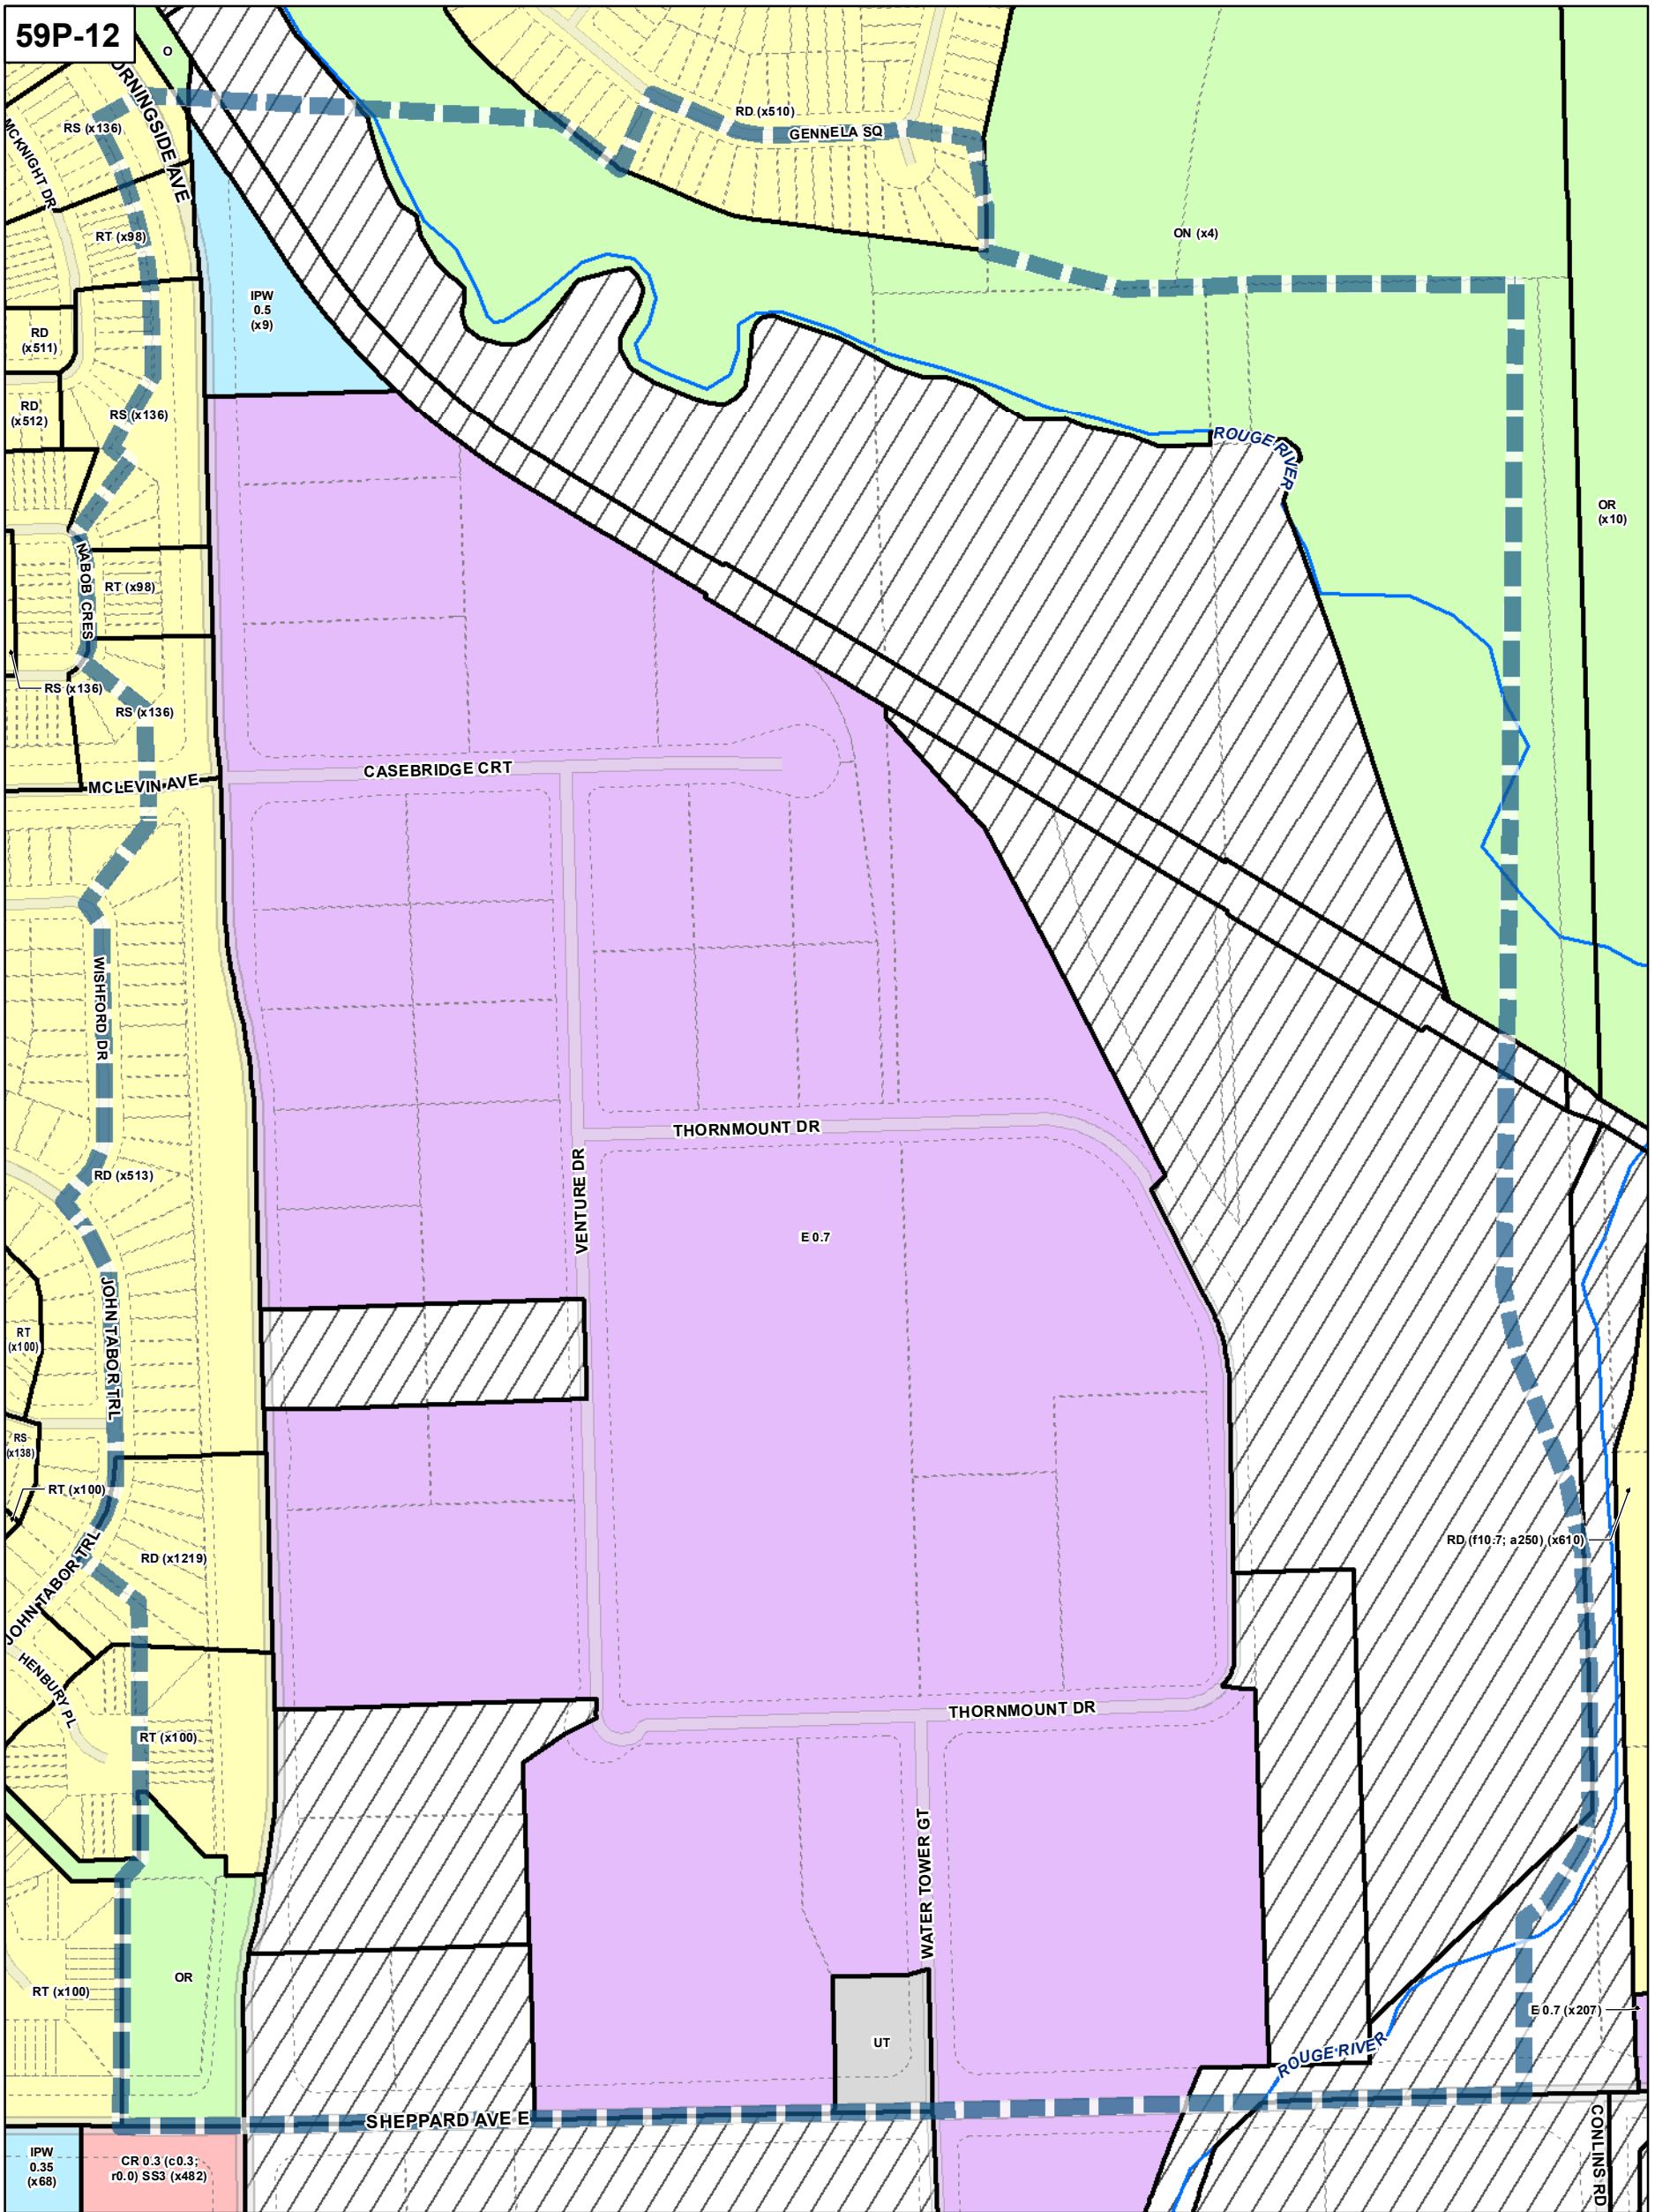 59P-12
O
ORNINGSIDE AVE
RS (x136)
MCKNIGHT DR
RD (x510)
GENNELA SQ
RT (x98)
ON (x4)
IPW
0.5
(x9)
RD
(x511)
RD
(x512)
RS (x136)
ROUGE RIVER
OR
(x10)
NABOB CRES
RT (x98)
RS (x136)
RS (x136)
CASEBRIDGE CRT
MCLEVIN AVE
WISHFORD DR
THORNMOUNT DR
RD (x513)
VENTURE DR
E 0.7
JOHN TABOR TRL
RT
(x100)
RS
(x138)
RT (x100)
RD (f10.7; a250) (x610)
JOHN TABOR TRL
RD (x1219)
HENBURY PL
THORNMOUNT DR
RT (x100)
WATER TOWER GT
OR
RT (x100)
E 0.7 (x207)
UT
ROUGE RIVER
SHEPPARD AVE E
CONLINS RD
IPW
0.35
(x68)
CR 0.3 (c0.3;
r0.0) SS3 (x482)